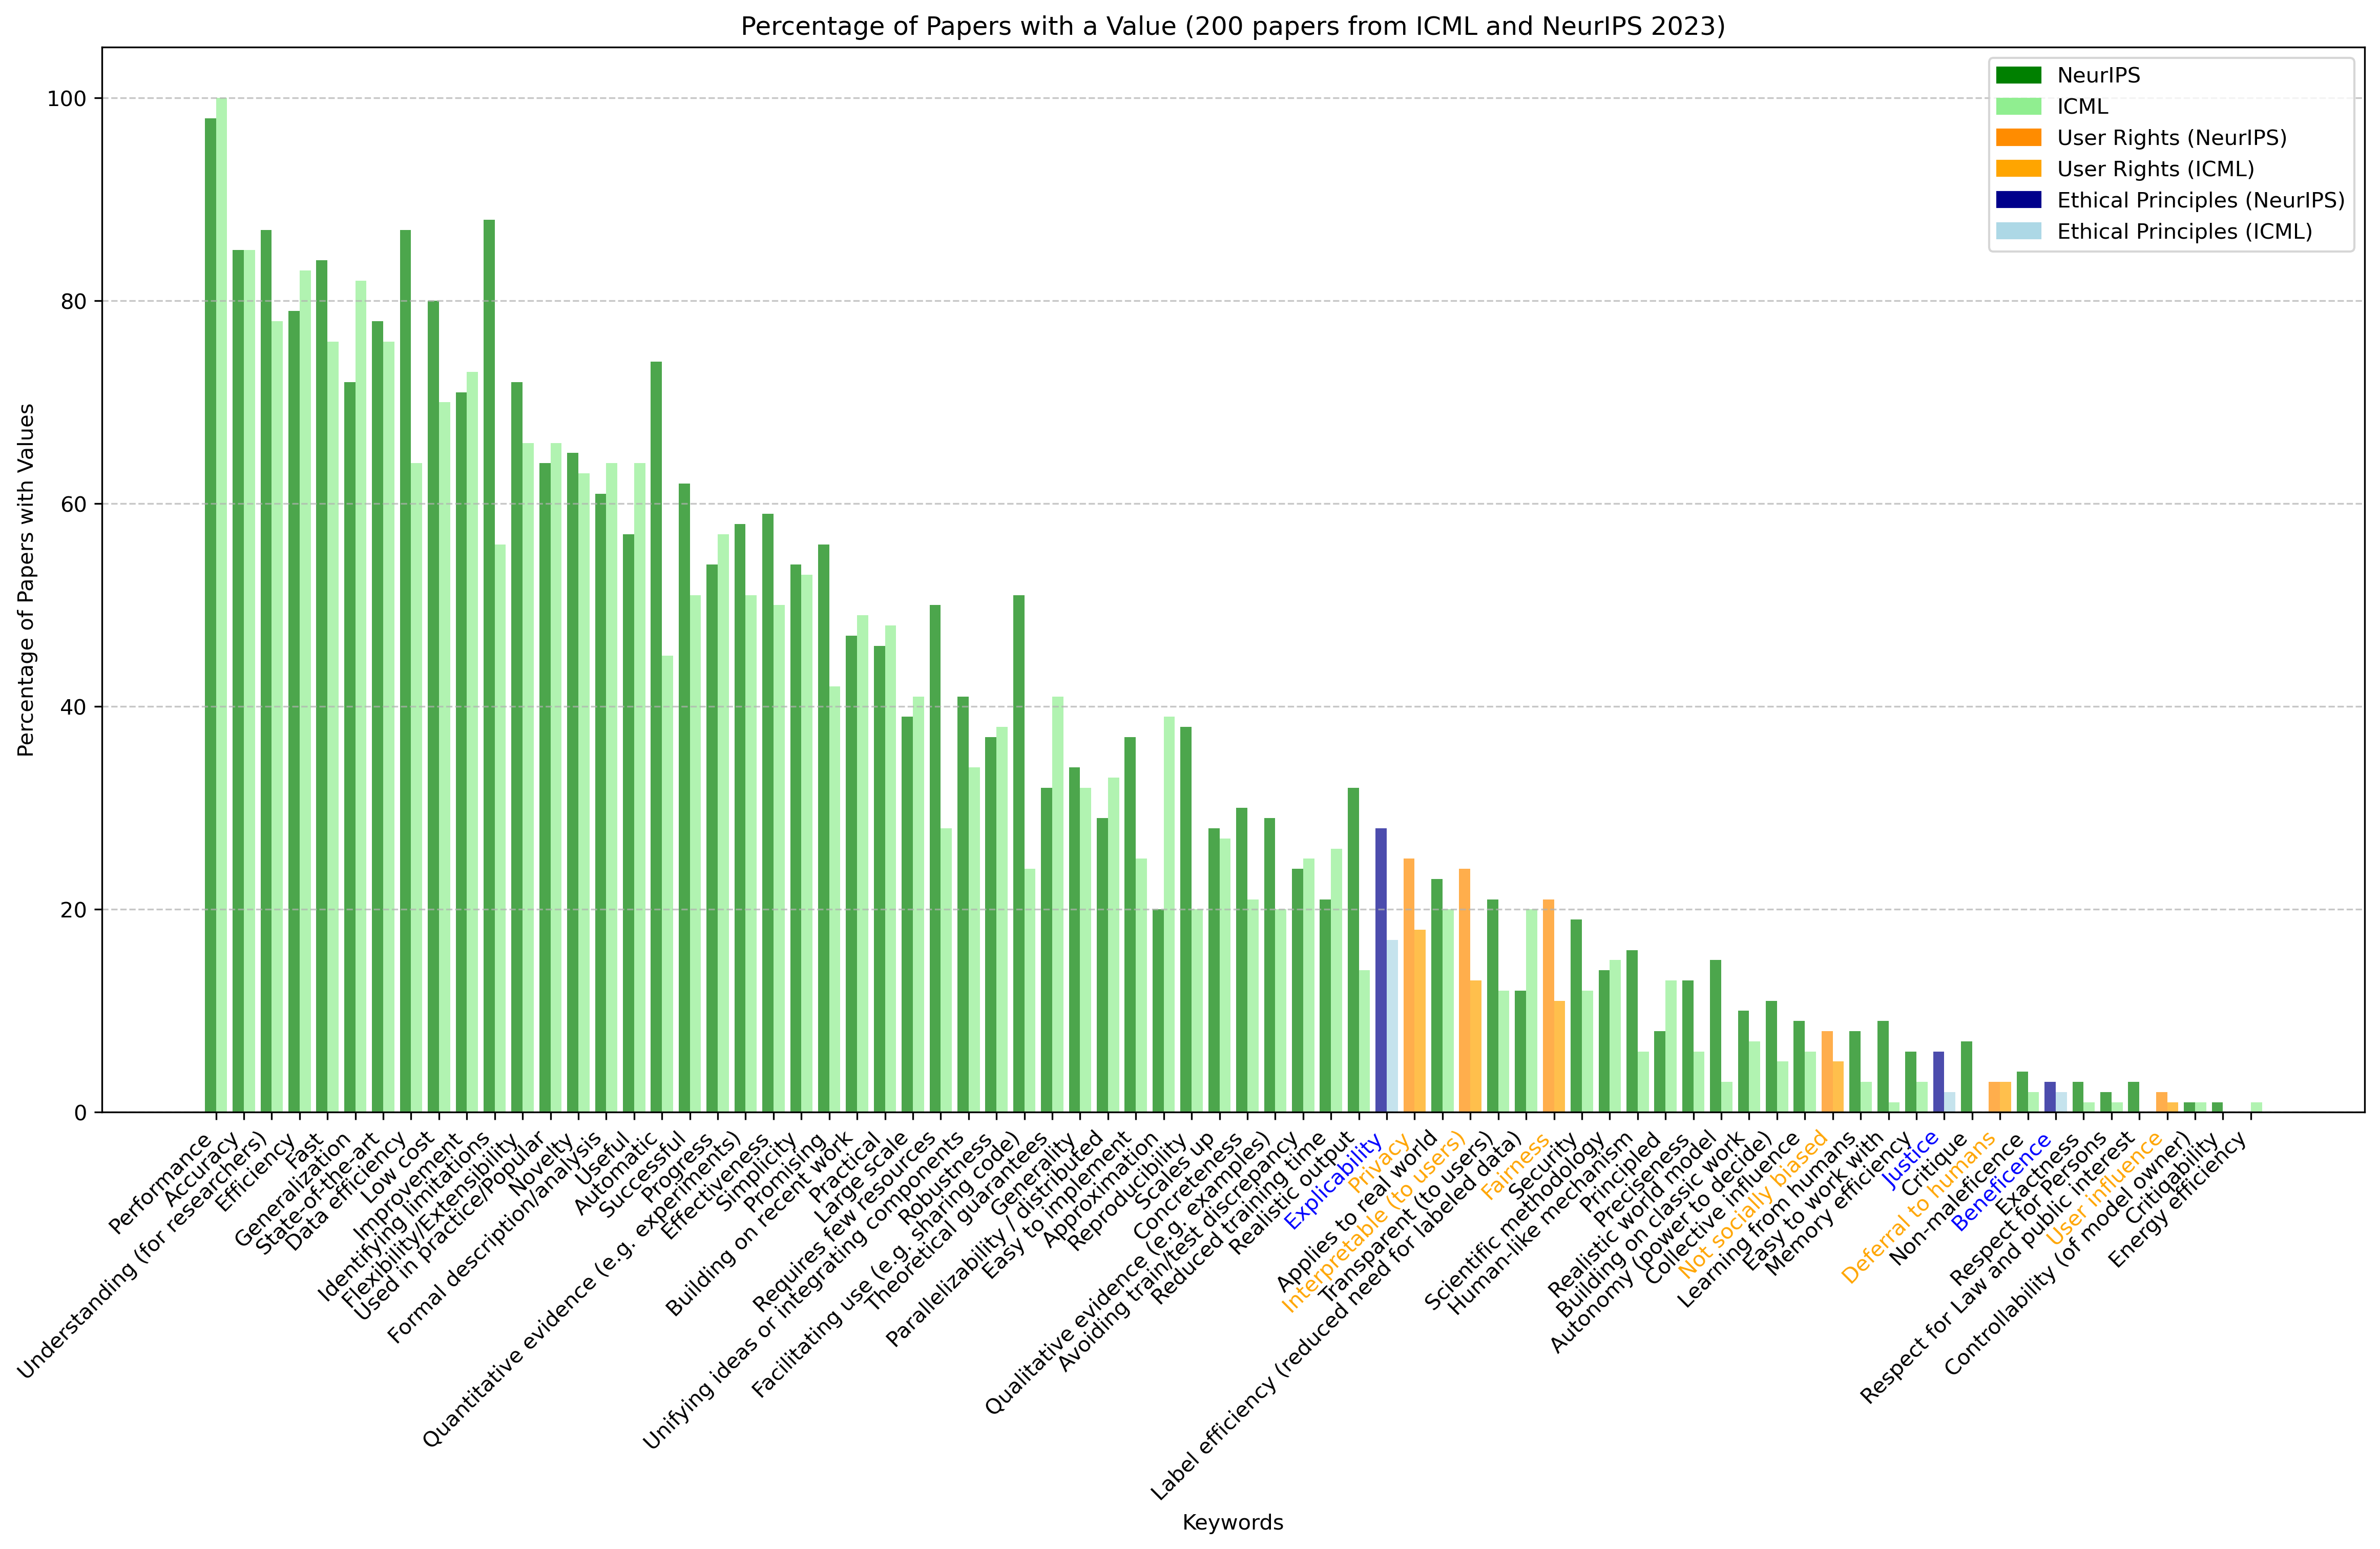 Percentage of Papers with a Value (200 papers from ICML and NeurIPS 2023)
NeurIPS
ICML
User Rights (NeurIPS)
User Rights (ICML)
Ethical Principles (NeurIPS)
Ethical Principles (ICML)
Percentage of Papers with Values
100
80
60
40
20
0
Performance
Accuracy
Understanding (for researchers)
Efficiency
Fast
Generalization
State-of-the-art
Data efficiency
Low cost
Improvement
Identifying limitations
Flexibility/Extensibility
Used in practice/Popular
Novelty
Formal description/analysis
Useful
Automatic
Successful
Progress
Quantitative evidence (e.g. experiments)
Effectiveness
Simplicity
Promising
Building on recent work
Practical
Large scale
Requires few resources
Unifying ideas or integrating components
Robustness
Facilitating use (e.g. sharing code)
Theoretical guarantees
Generality
Parallelizability / distributed
Easy to implement
Approximation
Reproducibility
Scales up
Concreteness
Qualitative evidence (e.g. examples)
Avoiding train/test discrepancy
Reduced training time
Realistic output
Explicability
Privacy
Applies to real world
Interpretable (to users)
Transparent (to users)
Label efficiency (reduced need for labeled data)
Fairness
Security
Scientific methodology
Human-like mechanism
Principled
Preciseness
Realistic world model
Building on classic work
Autonomy (power to decide)
Collective influence
Not socially biased
Learning from humans
Easy to work with
Memory efficiency
Justice
Critique
Deferral to humans
Non-maleficence
Beneficence
Exactness
Respect for Persons
Respect for Law and public interest
User influence
Controllability (of model owner)
Critiqability
Energy efficiency
Keywords